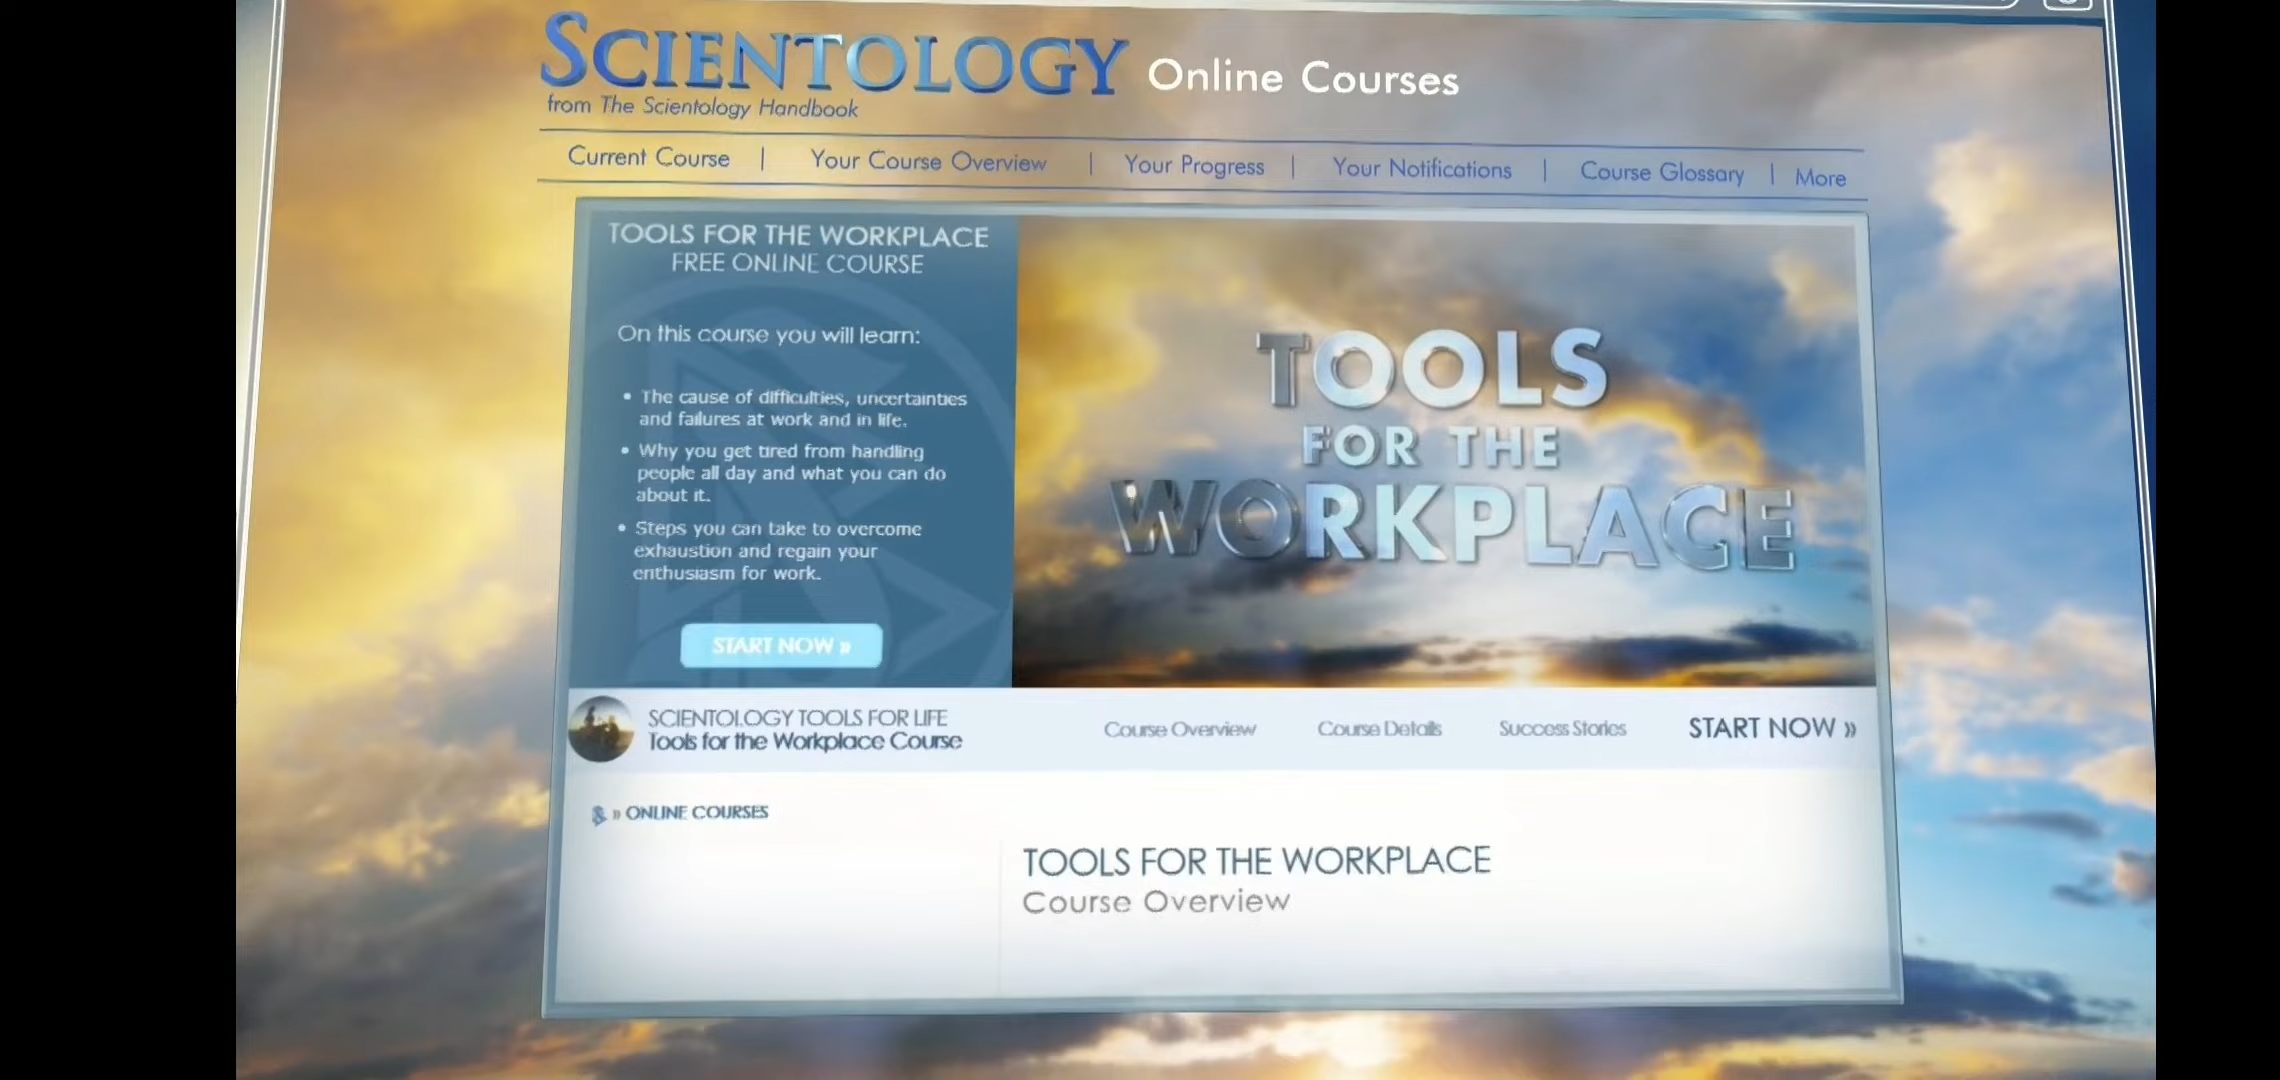 SCIENTOLOGY Online Courses
from The Scientology Handbook
Current Course | Your Course Overview | Your Progress | Your Notifications | Course Glossary | More
TOOLS FOR THE WORKPLACE
FREE ONLINE COURSE
On this course you will learn:
• The cause of difficulties, uncertainties
and failures at work and in life.
• Why you get tired from handling
people all day and what you can do
about it.
• Steps you can take to overcome
exhaustion and regain your
enthusiasm for work.
START NOW »
TOOLS
FOR THE
WORKPLACE
SCIENTOLOGY TOOLS FOR LIFE
Tools for the Workplace Course
Course Overview
Course Details
Success Stories
START NOW »
» ONLINE COURSES
TOOLS FOR THE WORKPLACE
Course Overview